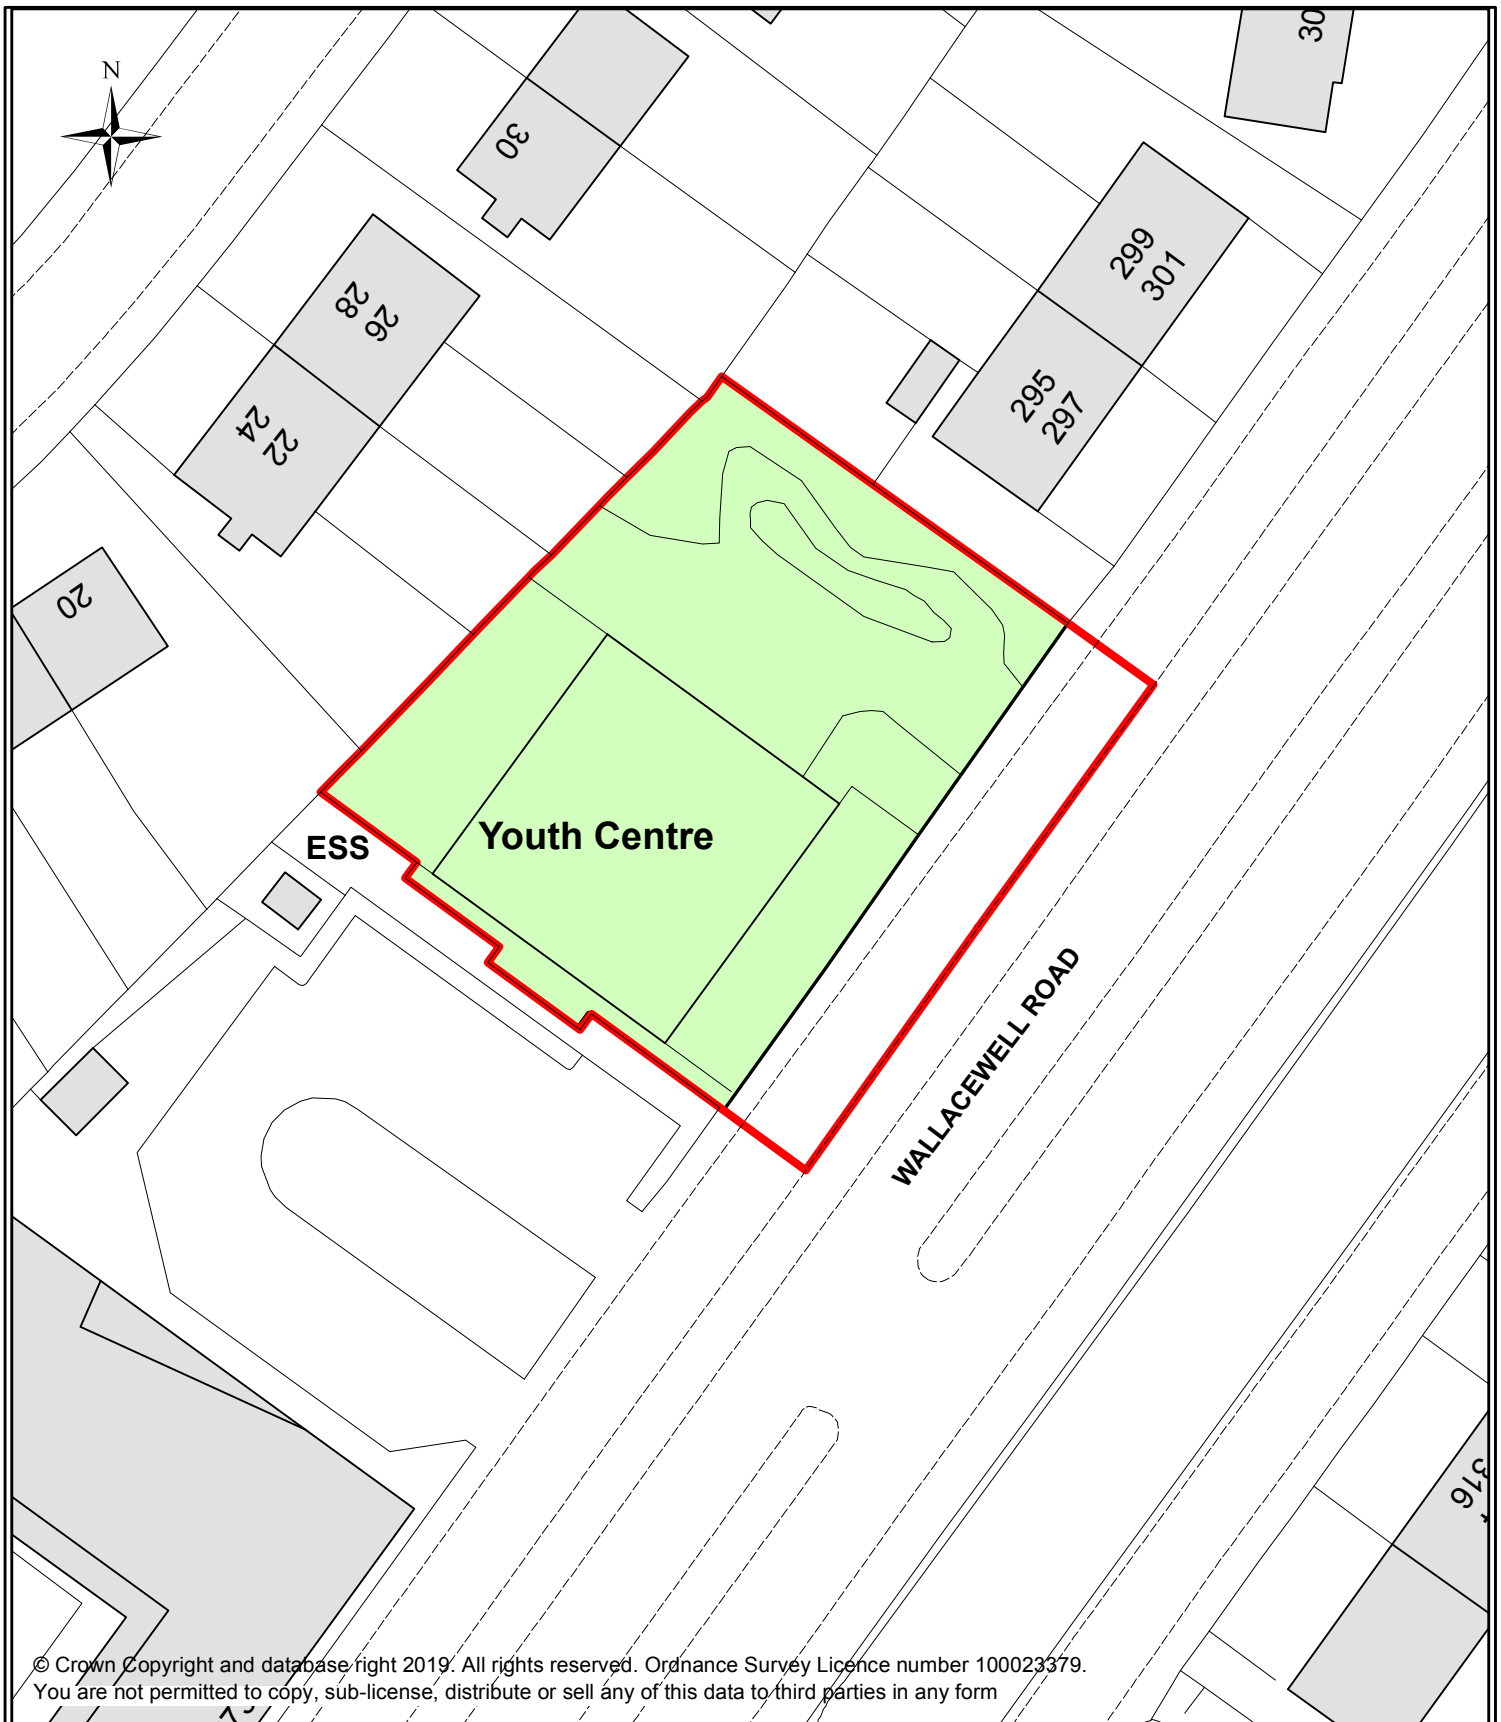 N
30
30
299
301
28
26
295
297
24
22
20
ESS
Youth Centre
WALLACEWELL ROAD
316
© Crown Copyright and database right 2019. All rights reserved. Ordnance Survey Licence number 100023379.
You are not permitted to copy, sub-license, distribute or sell any of this data to third parties in any form